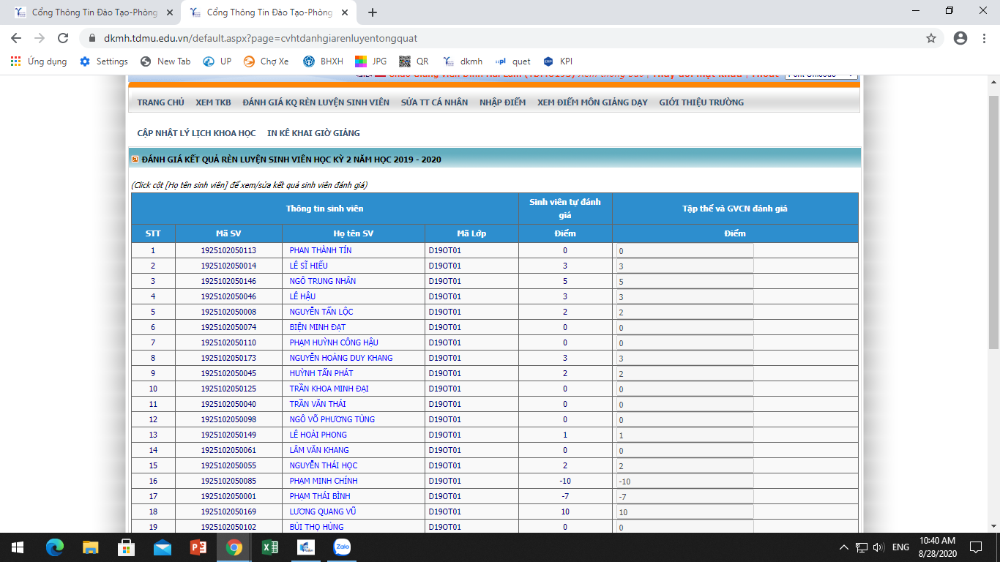 Cổng Thông Tin Đào Tạo-Phòng
Cổng Thông Tin Đào Tạo-Phòng
dkmh.tdmu.edu.vn/default.aspx?page=cvhtdanhgiarenluyentongquat
Ứng dụng Settings New Tab UP Chợ Xe BHXH JPG QR dkmh quet KPI
TRANG CHỦ XEM TKB ĐÁNH GIÁ KQ RÈN LUYỆN SINH VIÊN SỬA TT CÁ NHÂN NHẬP ĐIỂM XEM ĐIỂM MÔN GIẢNG DẠY GIỚI THIỆU TRƯỜNG
CẬP NHẬT LÝ LỊCH KHOA HỌC IN KÊ KHAI GIỜ GIẢNG
ĐÁNH GIÁ KẾT QUẢ RÈN LUYỆN SINH VIÊN HỌC KỲ 2 NĂM HỌC 2019 - 2020
(Click cột [Họ tên sinh viên] để xem/sửa kết quả sinh viên đánh giá)
Thông tin sinh viên Sinh viên tự đánh giá Tập thể và GVCN đánh giá
STT Mã SV Họ tên SV Mã Lớp Điểm Điểm
1 1925102050113 PHAN THÀNH TÍN D19OT01 0 0
2 1925102050014 LÊ SĨ HIẾU D19OT01 3 3
3 1925102050146 NGÔ TRUNG NHÂN D19OT01 5 5
4 1925102050046 LÊ HẬU D19OT01 3 3
5 1925102050008 NGUYỄN TẤN LỘC D19OT01 2 2
6 1925102050074 BIỆN MINH ĐẠT D19OT01 0 0
7 1925102050110 PHẠM HUỲNH CÔNG HẬU D19OT01 0 0
8 1925102050173 NGUYỄN HOÀNG DUY KHANG D19OT01 3 3
9 1925102050045 HUỲNH TẤN PHÁT D19OT01 2 2
10 1925102050125 TRẦN KHOA MINH ĐẠI D19OT01 0 0
11 1925102050040 TRẦN VĂN THÁI D19OT01 0 0
12 1925102050098 NGÔ VÕ PHƯƠNG TÙNG D19OT01 0 0
13 1925102050149 LÊ HOÀI PHONG D19OT01 1 1
14 1925102050061 LÂM VĂN KHANG D19OT01 0 0
15 1925102050055 NGUYỄN THÁI HỌC D19OT01 2 2
16 1925102050085 PHẠM MINH CHÍNH D19OT01 -10 -10
17 1925102050001 PHẠM THÁI BÌNH D19OT01 -7 -7
18 1925102050169 LƯƠNG QUANG VŨ D19OT01 10 10
19 1925102050102 BÙI THỌ HÙNG D19OT01 0 0
Zalo
ENG
10:40 AM
8/28/2020